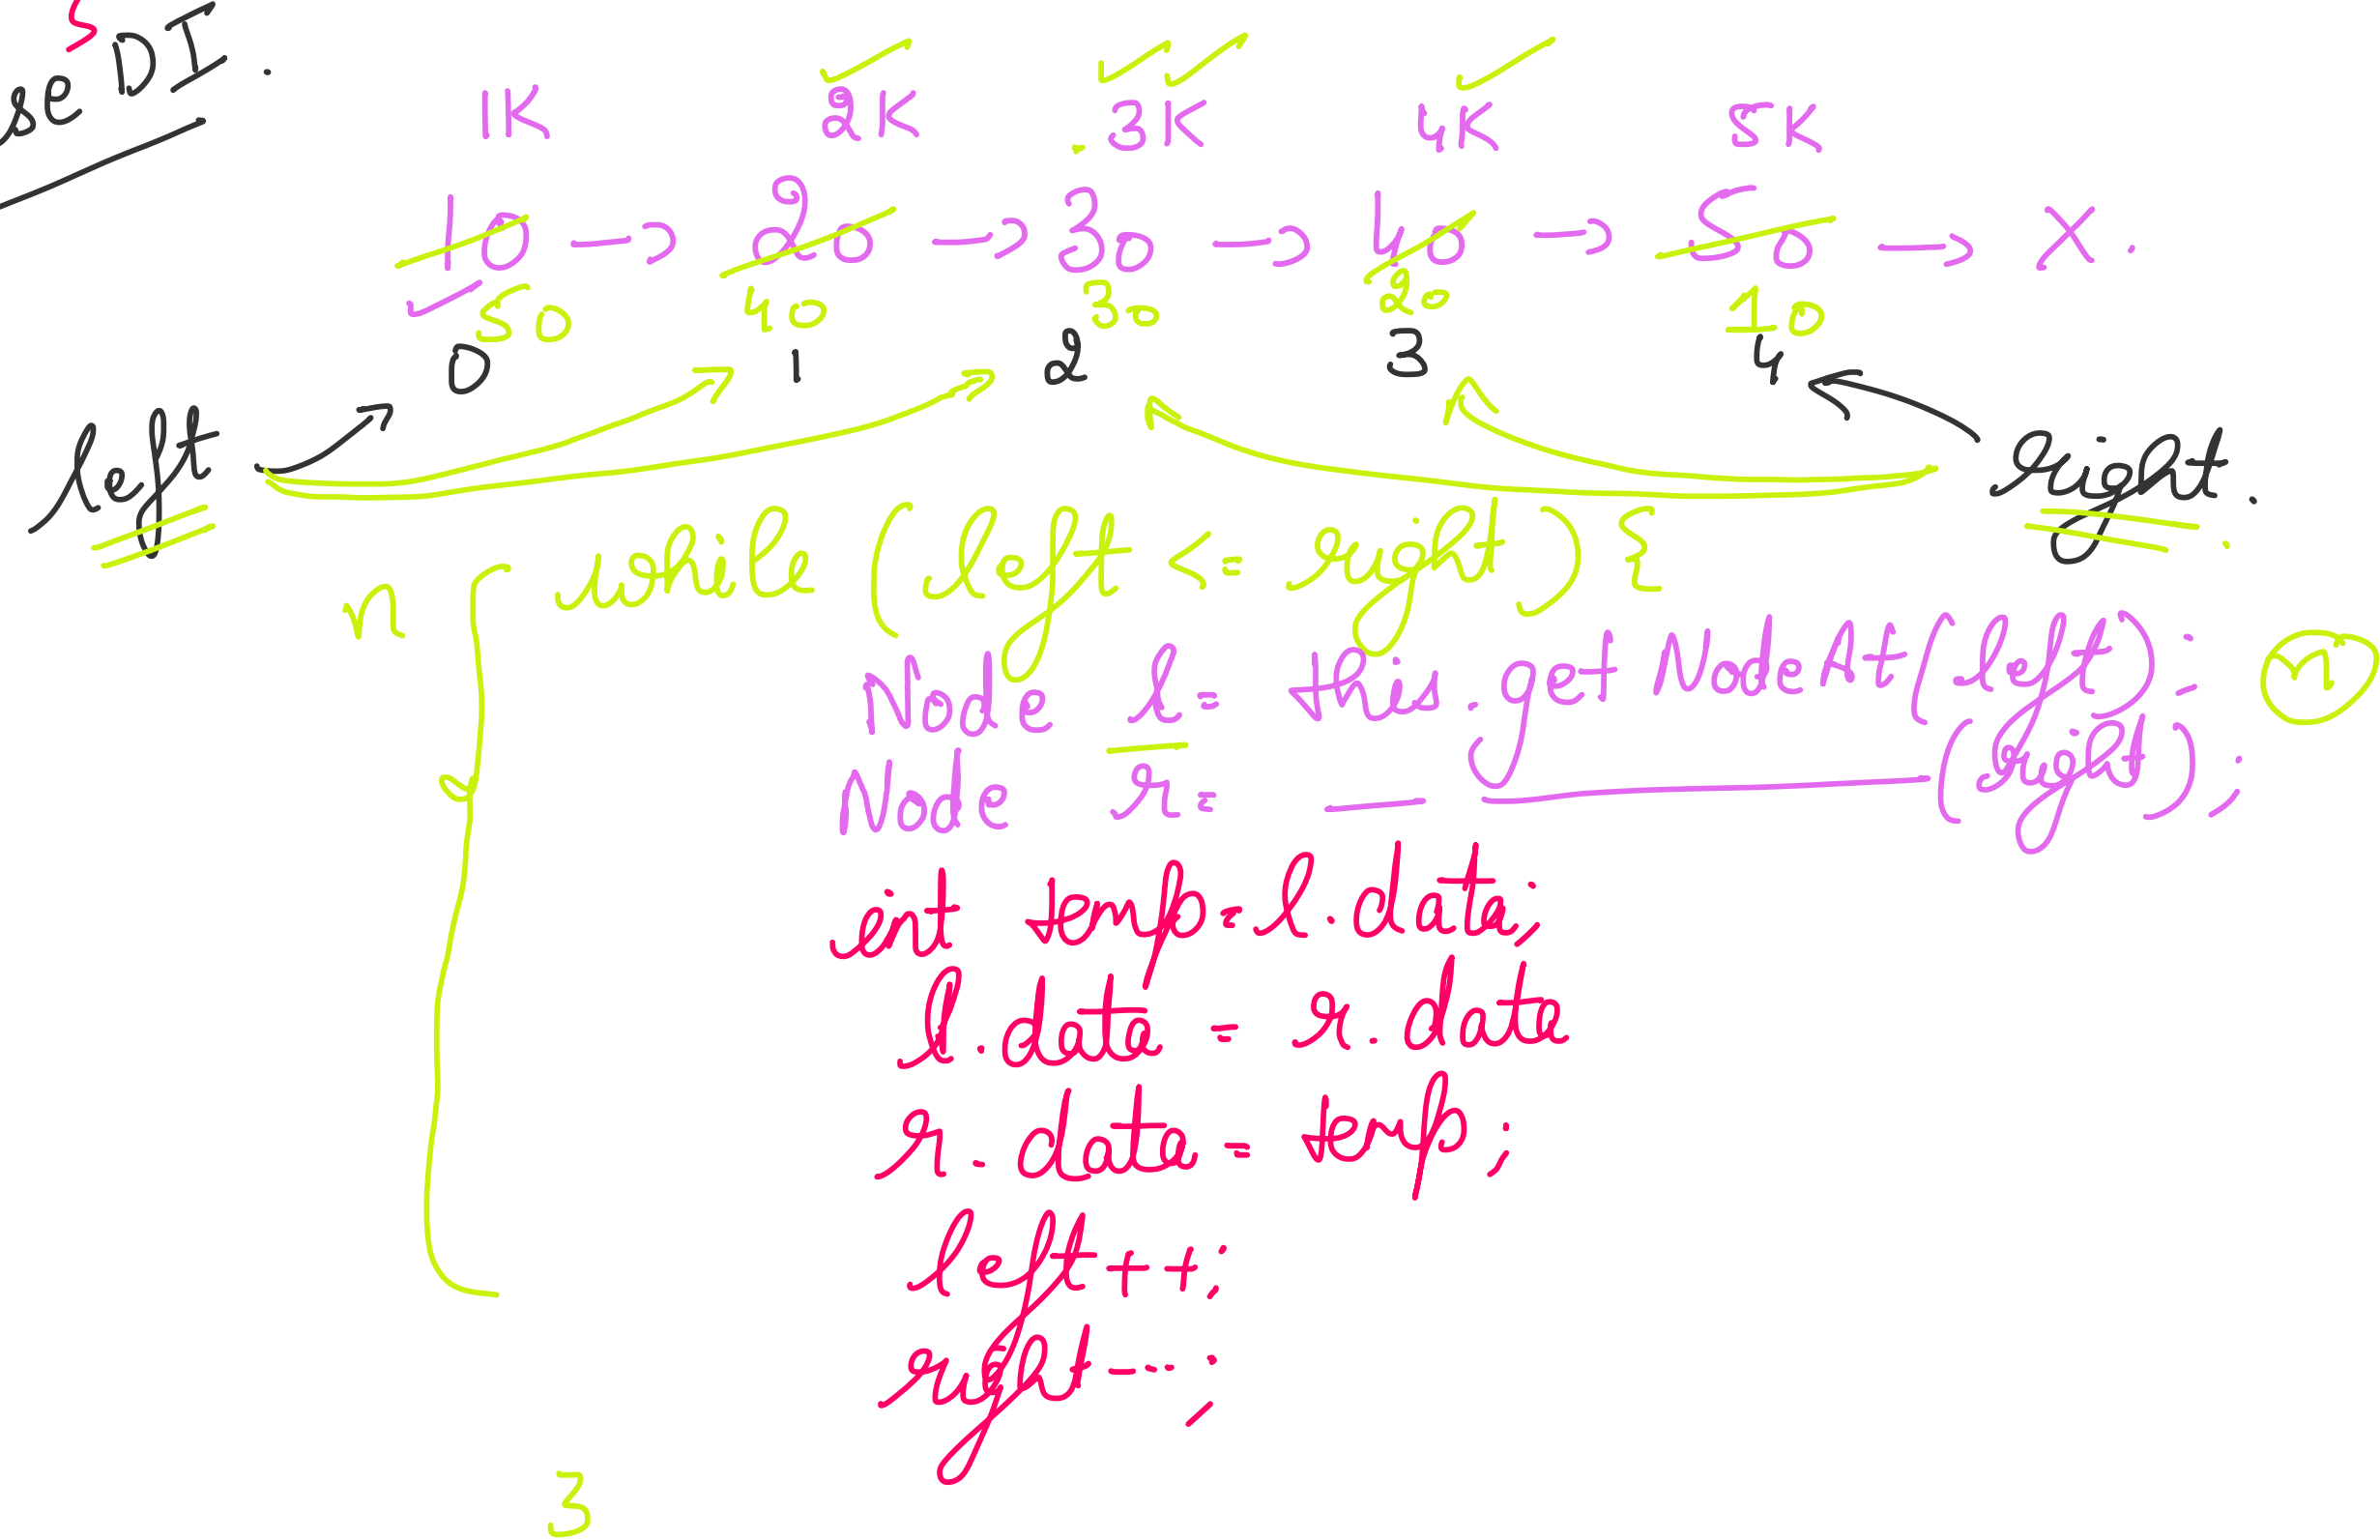 se DI.
1K 2K 3K 4K 5K
10 -> 20 -> 30 -> 40 -> 50 -> X.
50 40 30 20 10
0 1 2 3 4
left right.
n while (left <= right) {
Node l = this.getNodeAt(left); n
Node r = (right);
int temp = l.data;
l.data = r.data
r.data = temp;
left++;
right--;
}